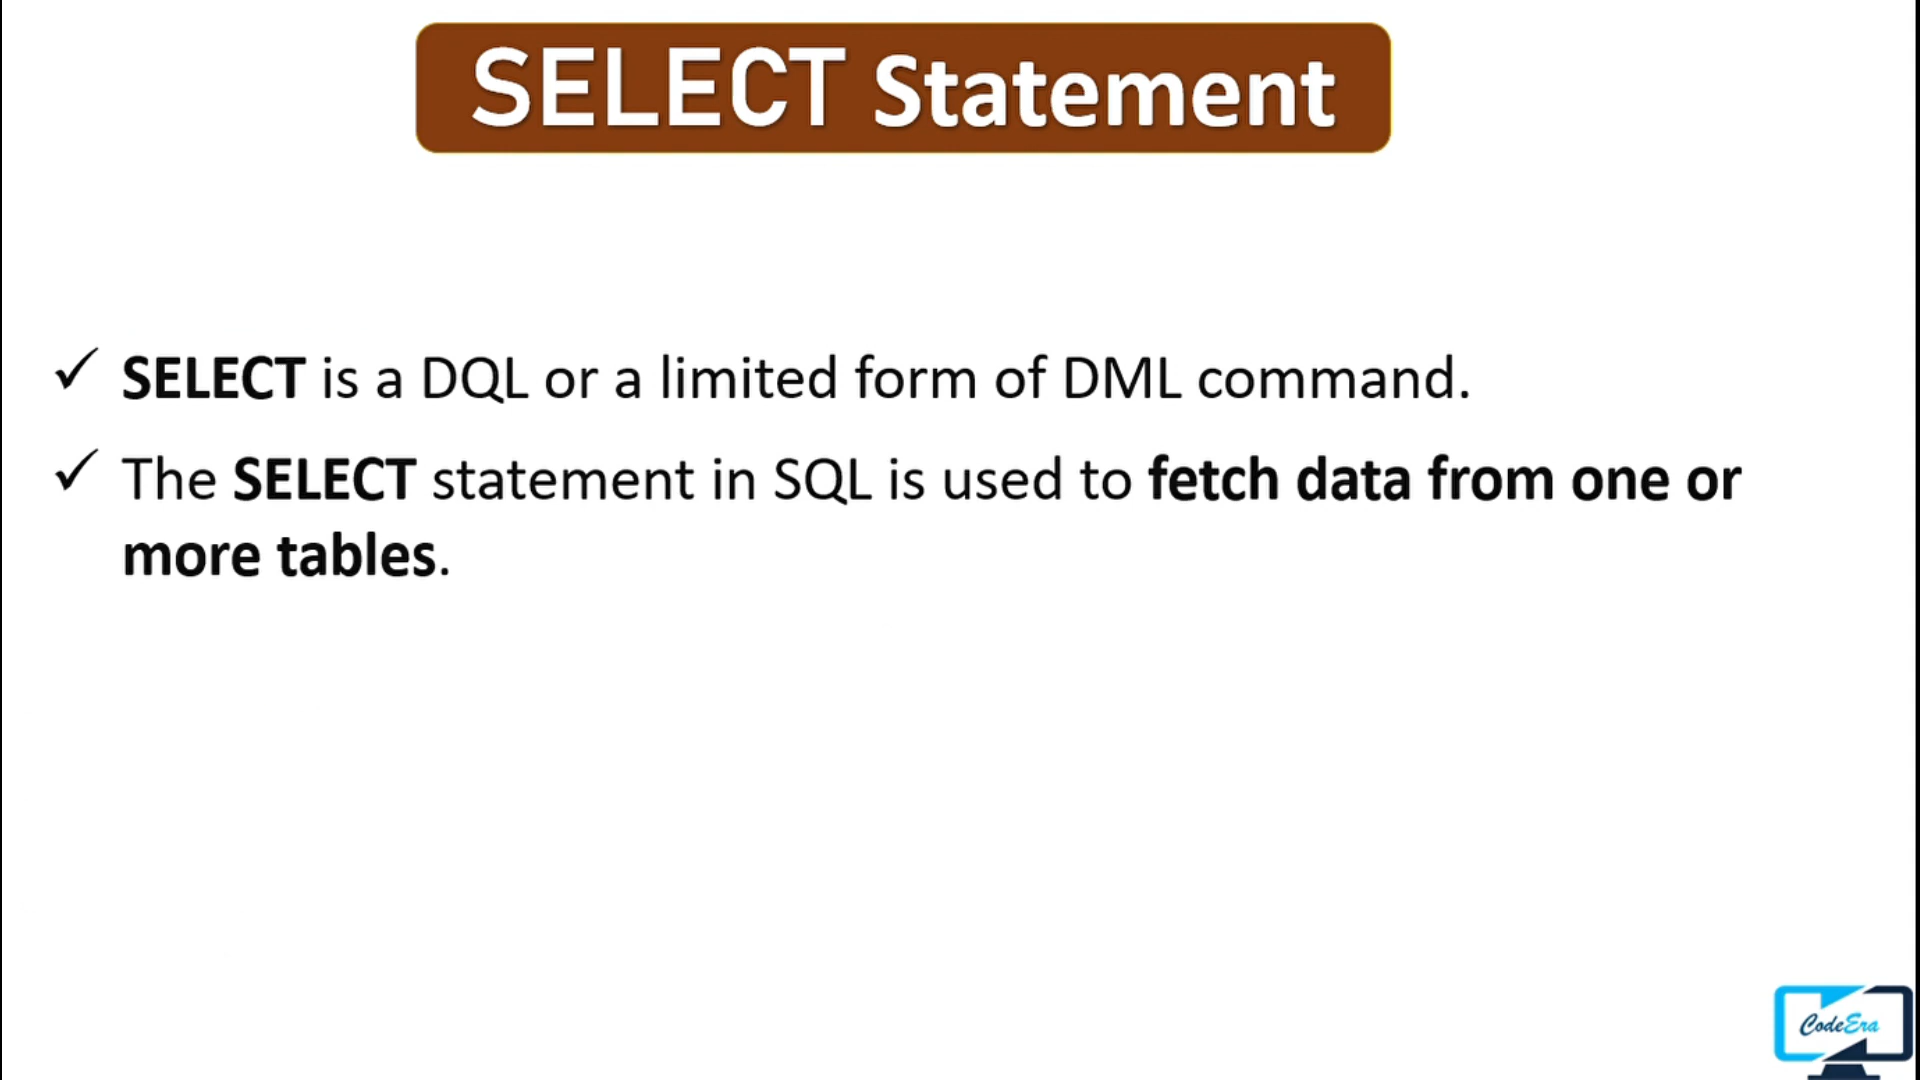 SELECT Statement
✓ SELECT is a DQL or a limited form of DML command.
✓ The SELECT statement in SQL is used to fetch data from one or
more tables.
CodeEra